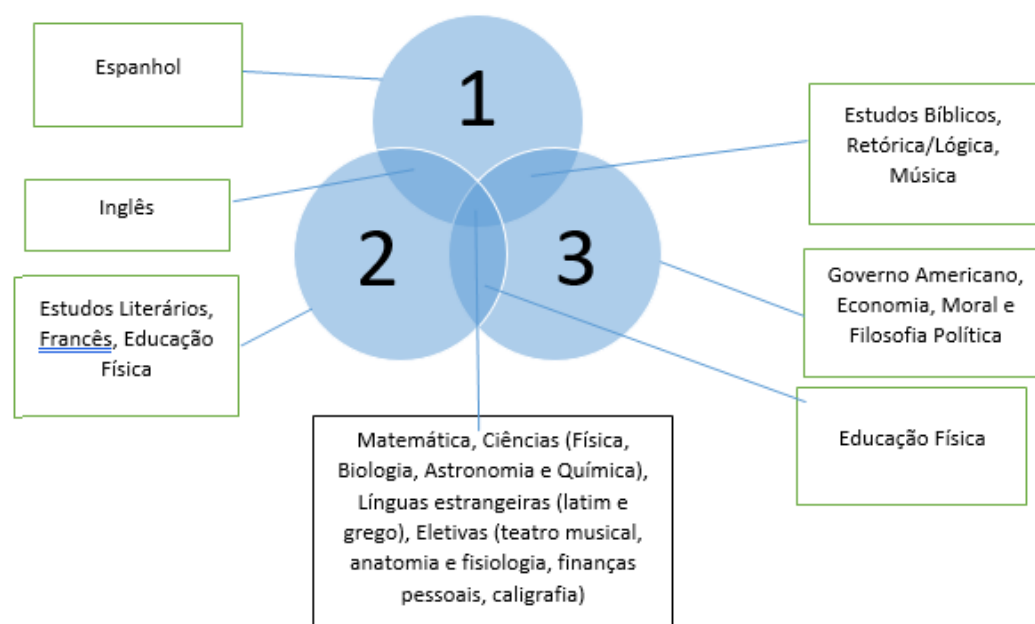 Espanhol
1
Estudos Bíblicos,
Retórica/Lógica,
Música
Inglês
2
3
Estudos Literários,
Francês, Educação
Física
Governo Americano,
Economia, Moral e
Filosofia Política
Educação Física
Matemática, Ciências (Física,
Biologia, Astronomia e Química),
Línguas estrangeiras (latim e
grego), Eletivas (teatro musical,
anatomia e fisiologia, finanças
pessoais, caligrafia)